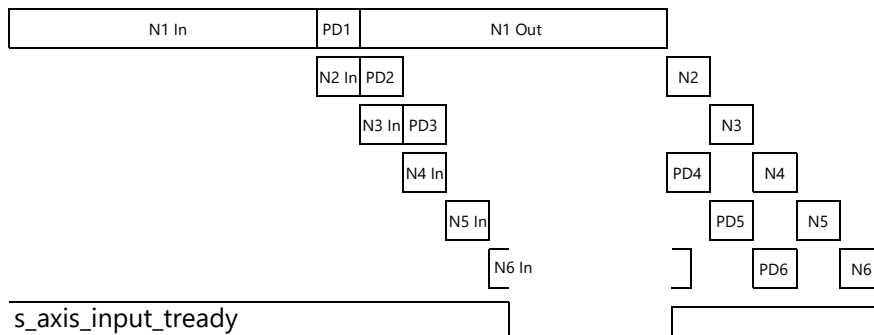 N1 In PD1 N1 Out
N2 In PD2 N2
N3 In PD3 N3
N4 In PD4 N4
N5 In PD5 N5
N6 In PD6 N6
s_axis_input_tready